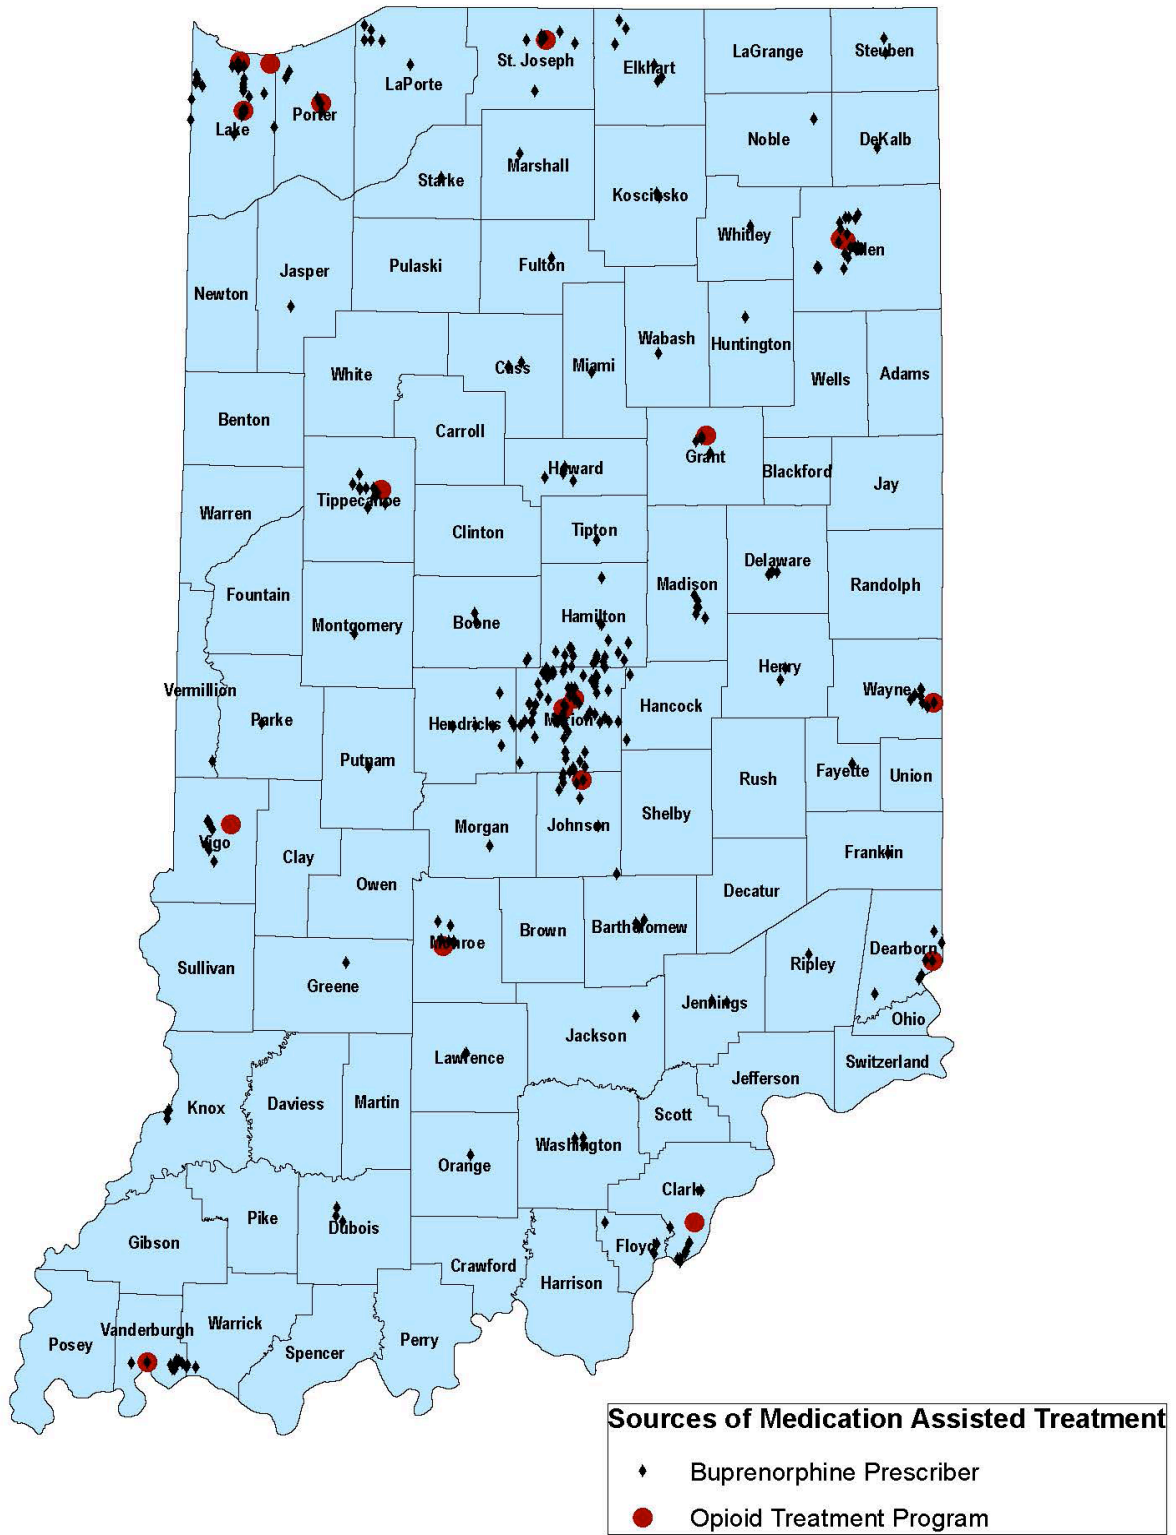 LaGrange
Steuben
St. Joseph
Elkhart
LaPorte
Porter
Lake
Noble
DeKalb
Marshall
Starke
Kosciusko
Whitley
Allen
Fulton
Pulaski
Jasper
Newton
Wabash
Huntington
Miami
Cass
White
Wells
Adams
Benton
Carroll
Grant
Howard
Blackford
Jay
Tippecanoe
Warren
Clinton
Tipton
Delaware
Madison
Randolph
Fountain
Hamilton
Boone
Montgomery
Henry
Wayne
Vermillion
Hancock
Parke
Hendricks
Marion
Putnam
Fayette
Union
Rush
Shelby
Morgan
Johnson
Vigo
Clay
Franklin
Owen
Decatur
Brown
Bartholomew
Monroe
Dearborn
Sullivan
Ripley
Greene
Jennings
Ohio
Jackson
Lawrence
Switzerland
Jefferson
Knox
Daviess
Martin
Scott
Washington
Orange
Clark
Pike
Dubois
Gibson
Floyd
Crawford
Harrison
Vanderburgh
Warrick
Posey
Perry
Spencer
Sources of Medication Assisted Treatment
Buprenorphine Prescriber
Opioid Treatment Program